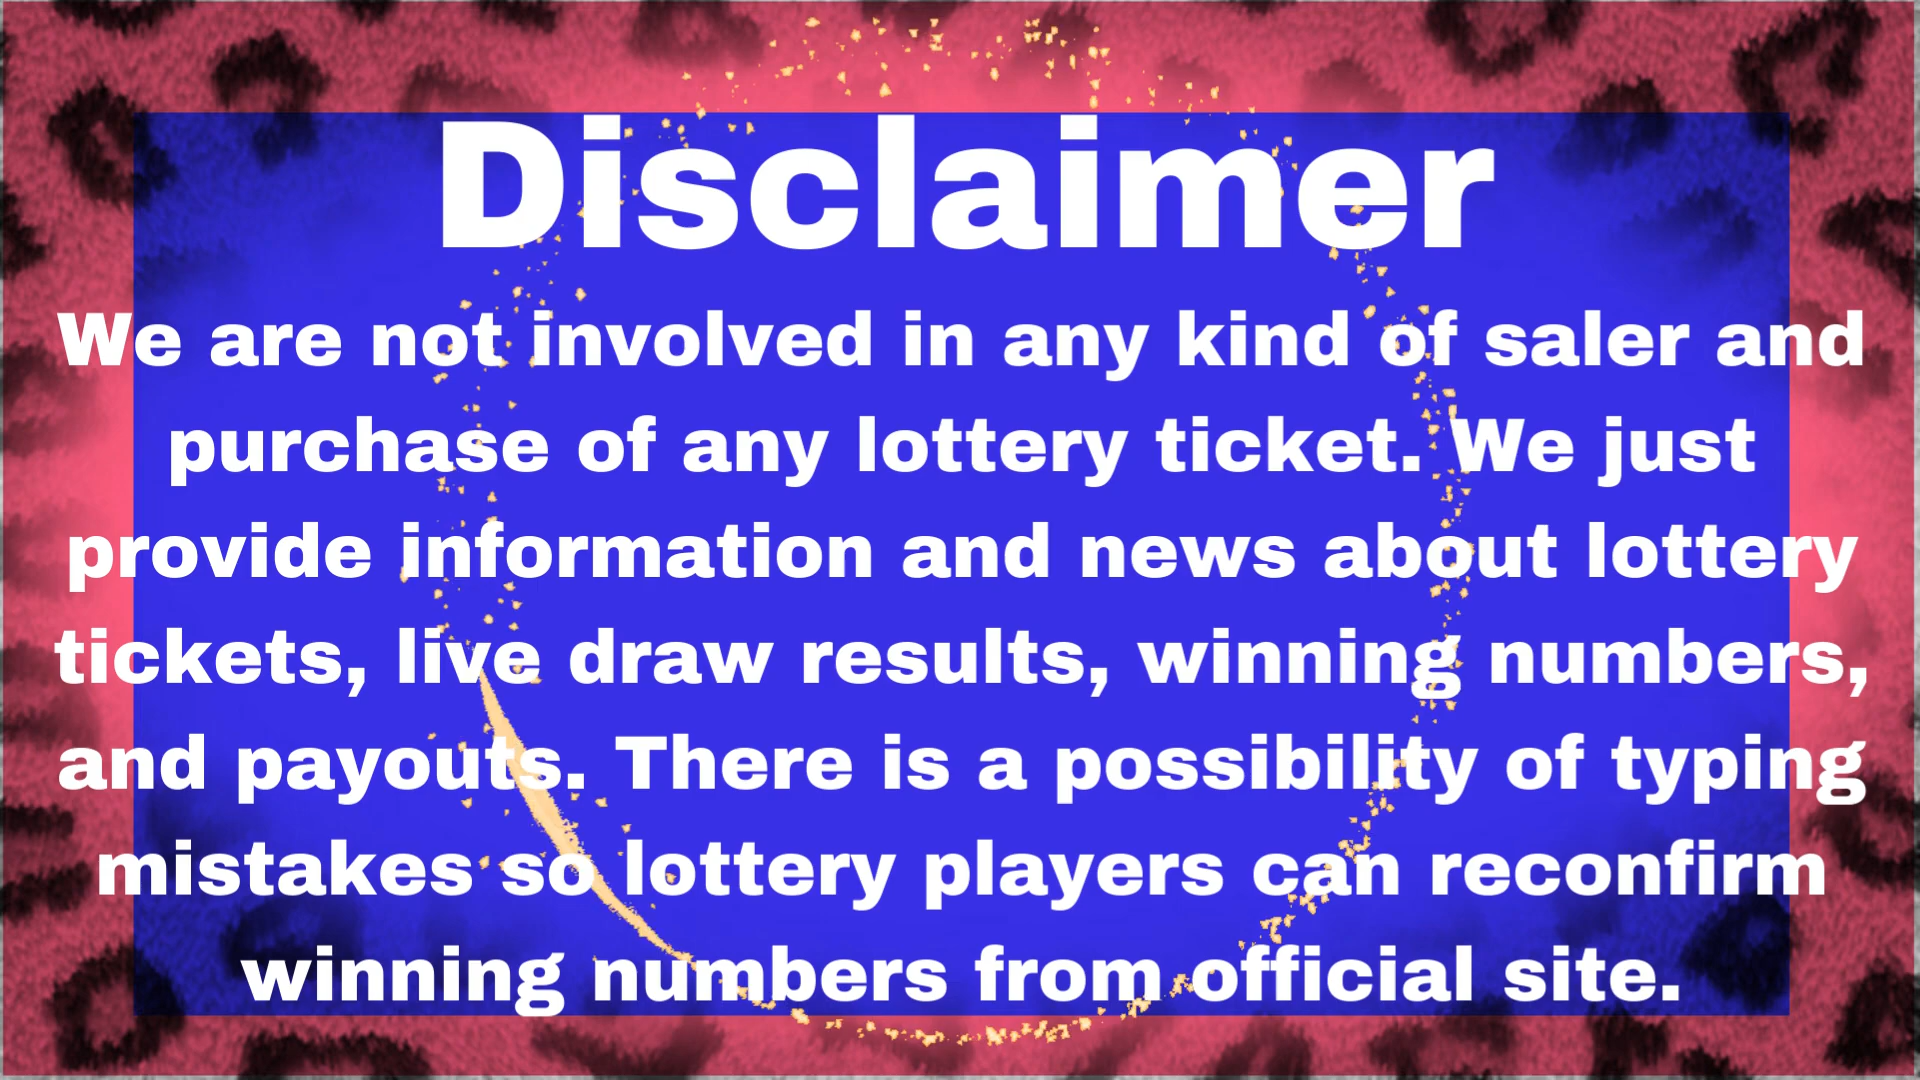 Disclaimer
We are not involved in any kind of saler and
purchase of any lottery ticket. We just
provide information and news about lottery
tickets, live draw results, winning numbers,
and payouts. There is a possibility of typing
mistakes so lottery players can reconfirm
winning numbers from official site.